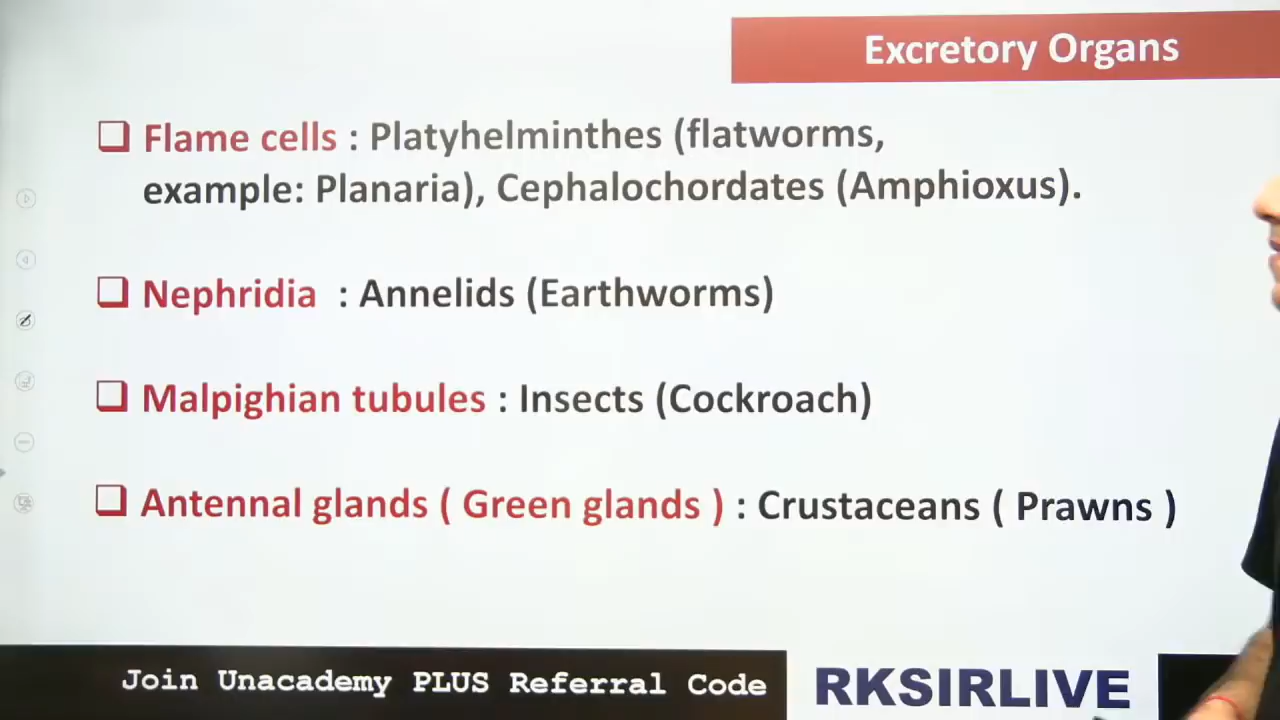 Excretory Organs
❑ Flame cells : Platyhelminthes (flatworms,
example: Planaria), Cephalochordates (Amphioxus).
❑ Nephridia : Annelids (Earthworms)
❑ Malpighian tubules : Insects (Cockroach)
❑ Antennal glands ( Green glands ) : Crustaceans ( Prawns )
Join Unacademy PLUS Referral Code
RKSIRLIVE